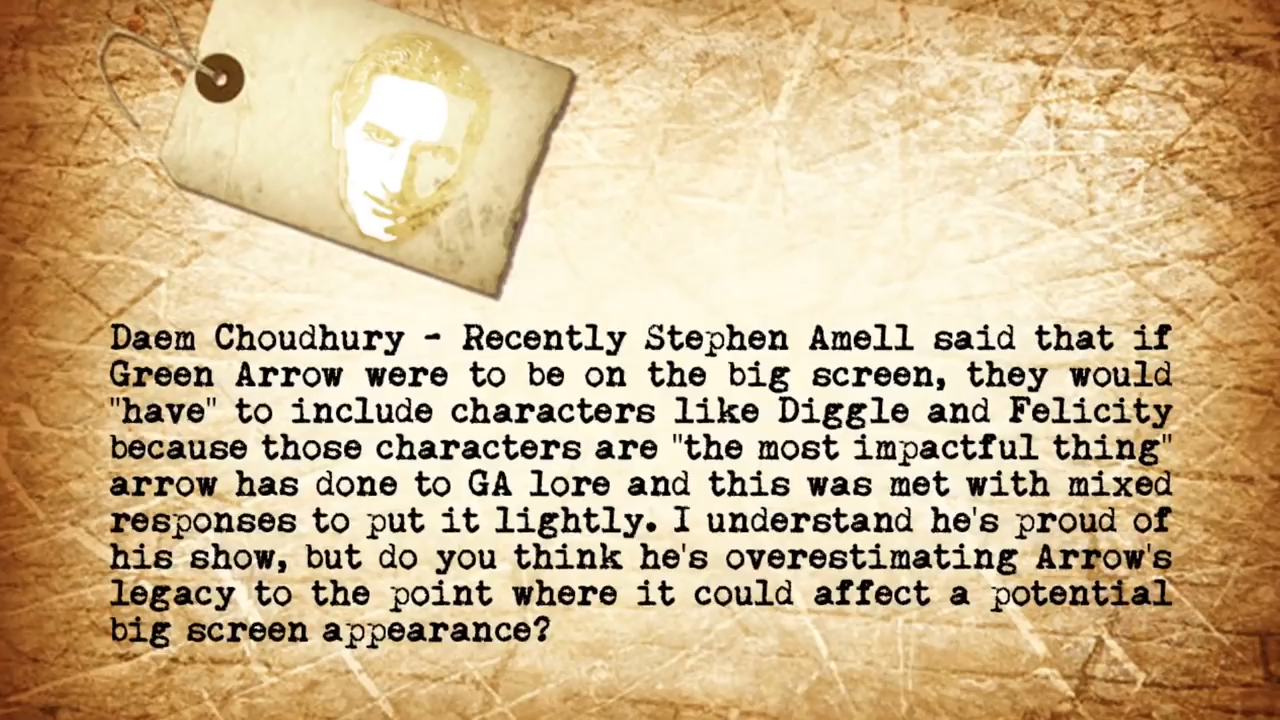 Daem Choudhury - Recently Stephen Amell said that if
Green Arrow were to be on the big screen, they would
"have" to include characters like Diggle and Felicity
because those characters are "the most impactful thing"
arrow has done to GA lore and this was met with mixed
responses to put it lightly. I understand he's proud of
his show, but do you think he's overestimating Arrow's
legacy to the point where it could affect a potential
big screen appearance?